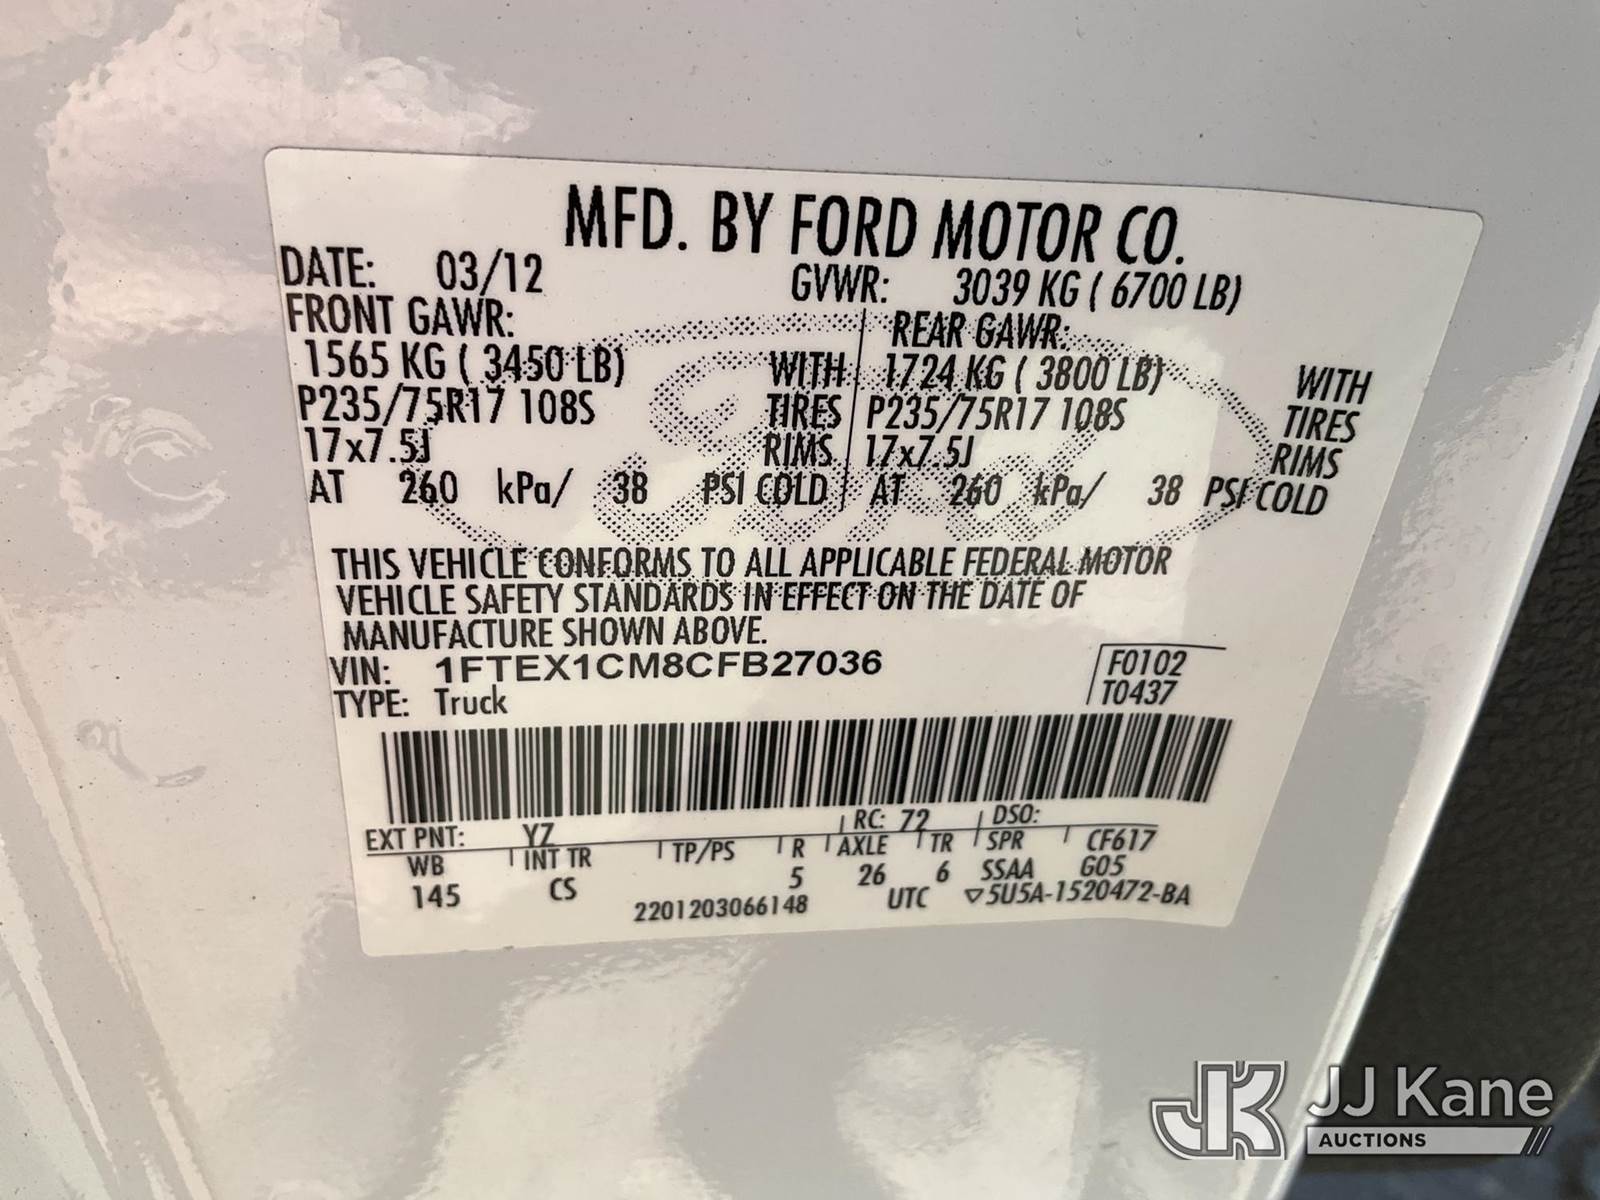 MFD. BY FORD MOTOR CO.
DATE: 03/12 GVWR: 3039 KG ( 6700 LB)
FRONT GAWR: REAR GAWR:
1565 KG ( 3450 LB) WITH 1724 KG ( 3800 LB) WITH
P235/75R17 108S TIRES P235/75R17 108S TIRES
17x7.5J RIMS 17x7.5J RIMS
AT 260 kPa/ 38 PSI COLD AT 260 kPa/ 38 PSI COLD
Ford
THIS VEHICLE CONFORMS TO ALL APPLICABLE FEDERAL MOTOR
VEHICLE SAFETY STANDARDS IN EFFECT ON THE DATE OF
MANUFACTURE SHOWN ABOVE.
VIN: 1FTEX1CM8CFB27036 F0102
TYPE: Truck T0437
EXT PNT: YZ RC: 72 DSO:
WB INT TR TP/PS R AXLE TR SPR CF617
145 CS 5 26 6 SSAA G05
2201203066148 UTC ▽5U5A-1520472-BA
JK JJ Kane
AUCTIONS